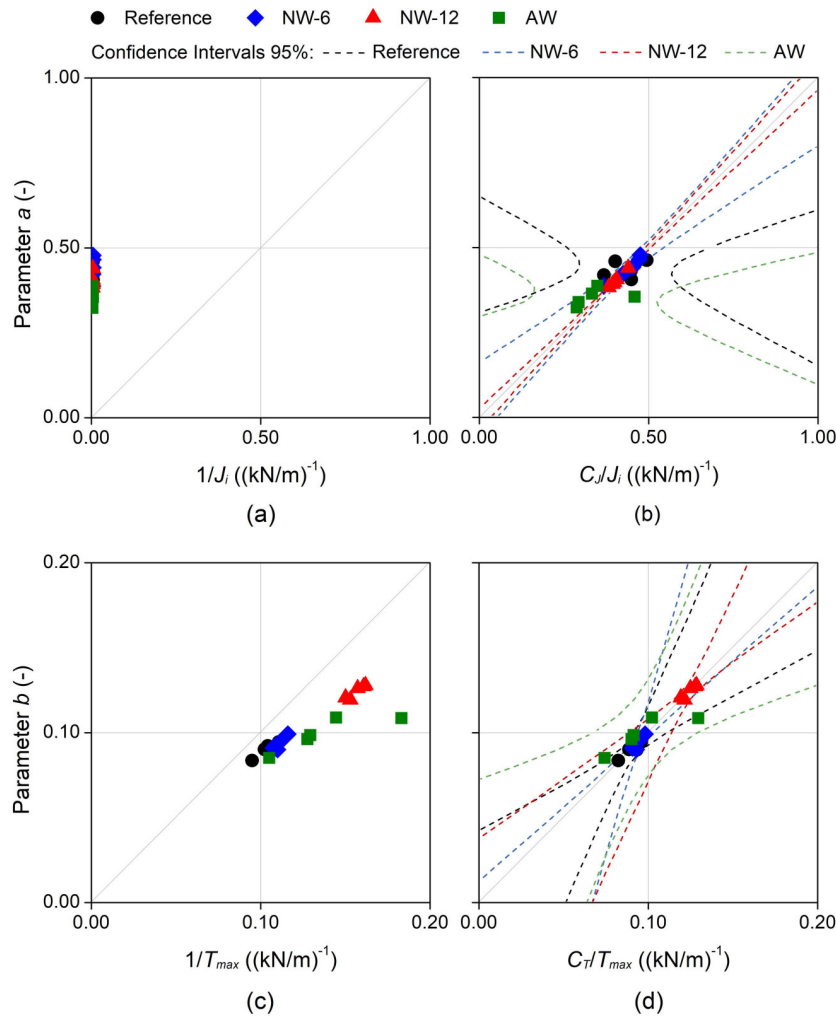 Reference NW-6 NW-12 AW
Confidence Intervals 95%: Reference NW-6 NW-12 AW
1.00
0.50
0.00
Parameter a (-)
0.00 0.50 1.00
1/Ji ((kN/m)-1)
(a)
0.00 0.50 1.00
CJ/Ji ((kN/m)-1)
(b)
0.20
0.10
0.00
Parameter b (-)
0.00 0.10 0.20
1/Tmax ((kN/m)-1)
(c)
0.00 0.10 0.20
CT/Tmax ((kN/m)-1)
(d)